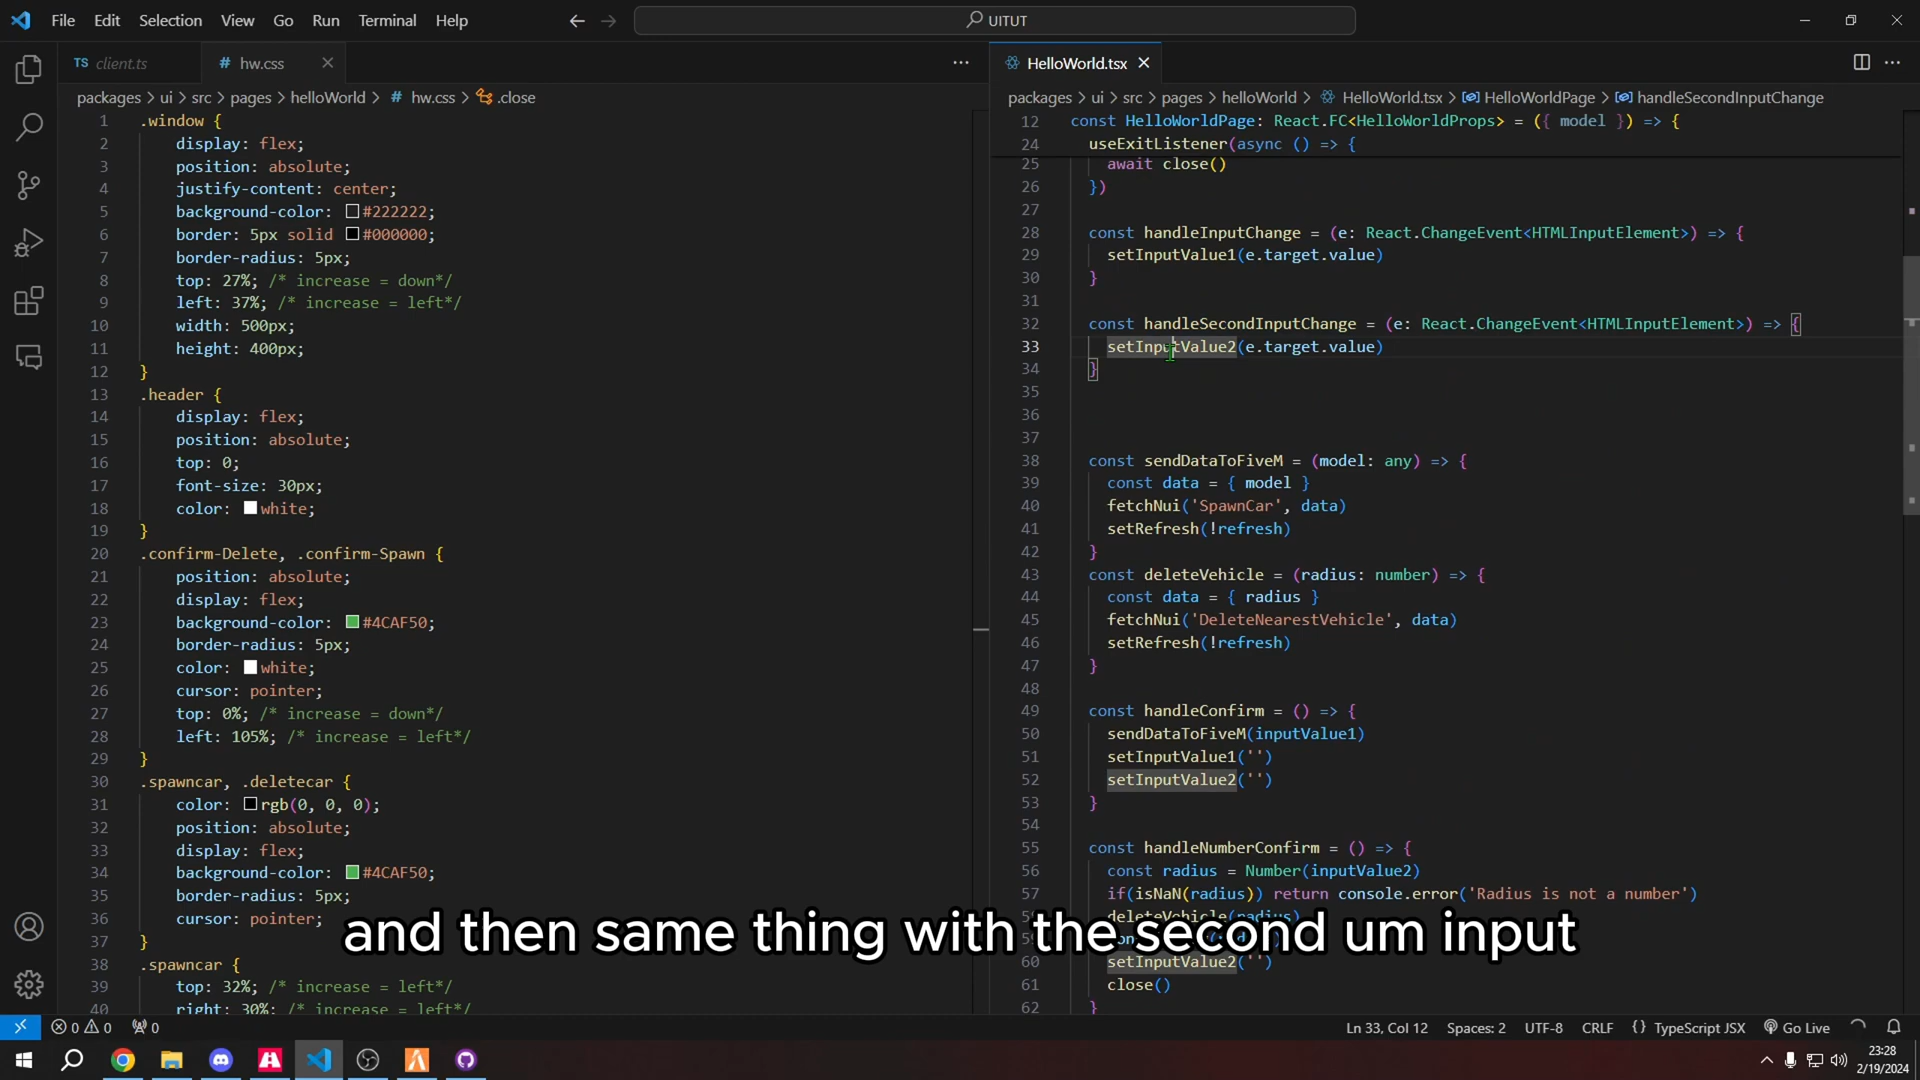 File Edit Selection View Go Run Terminal Help
UITUT
TS client.ts
# hw.css
packages > ui > src > pages > helloWorld > # hw.css > .close
1 .window {
2 display: flex;
3 position: absolute;
4 justify-content: center;
5 background-color: #222222;
6 border: 5px solid #000000;
7 border-radius: 5px;
8 top: 27%; /* increase = down*/
9 left: 37%; /* increase = left*/
10 width: 500px;
11 height: 400px;
12 }
13 .header {
14 display: flex;
15 position: absolute;
16 top: 0;
17 font-size: 30px;
18 color: white;
19 }
20 .confirm-Delete, .confirm-Spawn {
21 position: absolute;
22 display: flex;
23 background-color: #4CAF50;
24 border-radius: 5px;
25 color: white;
26 cursor: pointer;
27 top: 0%; /* increase = down*/
28 left: 105%; /* increase = left*/
29 }
30 .spawncar, .deletecar {
31 color: rgb(0, 0, 0);
32 position: absolute;
33 display: flex;
34 background-color: #4CAF50;
35 border-radius: 5px;
36 cursor: pointer;
37 }
38 .spawncar {
39 top: 32%; /* increase = left*/
40 right: 30%; /* increase = left*/
HelloWorld.tsx
packages > ui > src > pages > helloWorld > HelloWorld.tsx > HelloWorldPage > handleSecondInputChange
12 const HelloWorldPage: React.FC<HelloWorldProps> = ({ model }) => {
24 useExitListener(async () => {
25 await close()
26 })
27
28 const handleInputChange = (e: React.ChangeEvent<HTMLInputElement>) => {
29 setInputValue1(e.target.value)
30 }
31
32 const handleSecondInputChange = (e: React.ChangeEvent<HTMLInputElement>) => {
33 setInputValue2(e.target.value)
34 }
35
36
37
38 const sendDataToFiveM = (model: any) => {
39 const data = { model }
40 fetchNui('SpawnCar', data)
41 setRefresh(!refresh)
42 }
43 const deleteVehicle = (radius: number) => {
44 const data = { radius }
45 fetchNui('DeleteNearestVehicle', data)
46 setRefresh(!refresh)
47 }
48
49 const handleConfirm = () => {
50 sendDataToFiveM(inputValue1)
51 setInputValue1('')
52 setInputValue2('')
53 }
54
55 const handleNumberConfirm = () => {
56 const radius = Number(inputValue2)
57 if(isNaN(radius)) return console.error('Radius is not a number')
deleteVehicle(radius)
60 setInputValue2('')
61 close()
62 }
and then same thing with the second um input
0 0 0
Ln 33, Col 12 Spaces: 2 UTF-8 CRLF {} TypeScript JSX Go Live
23:28
2/19/2024